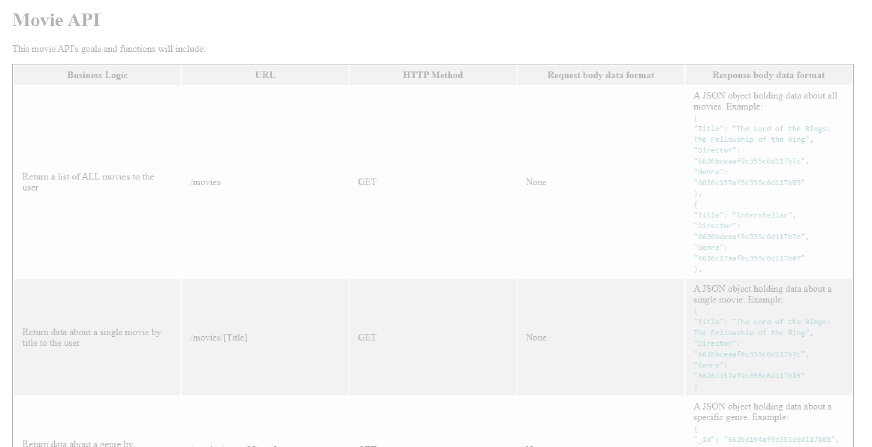 Movie API
This movie API's goals and functions will include:
Business Logic
URL
HTTP Method
Request body data format
Response body data format
Return a list of ALL movies to the
user
/movies
GET
None
A JSON object holding data about all
movies. Example:
{
"Title": "The Lord of the Rings:
The Fellowship of the Ring",
"Director":
"6626bceaaf9c355c6d117b7c",
"Genre":
"6626c157af9c355c6d117b85"
},
{
"Title": "Interstellar",
"Director":
"6626bdeeaf9c355c6d117b7e",
"Genre":
"6626c17aaf9c355c6d117b87"
},
Return data about a single movie by
title to the user
/movies/[Title]
GET
None
A JSON object holding data about a
single movie. Example:
{
"Title": "The Lord of the Rings:
The Fellowship of the Ring",
"Director":
"6626bceaaf9c355c6d117b7c",
"Genre":
"6626c157af9c355c6d117b85"
}
Return data about a genre by
A JSON object holding data about a
specific genre. Example:
{
"_id": "6626c194af9c355c6d117b88",